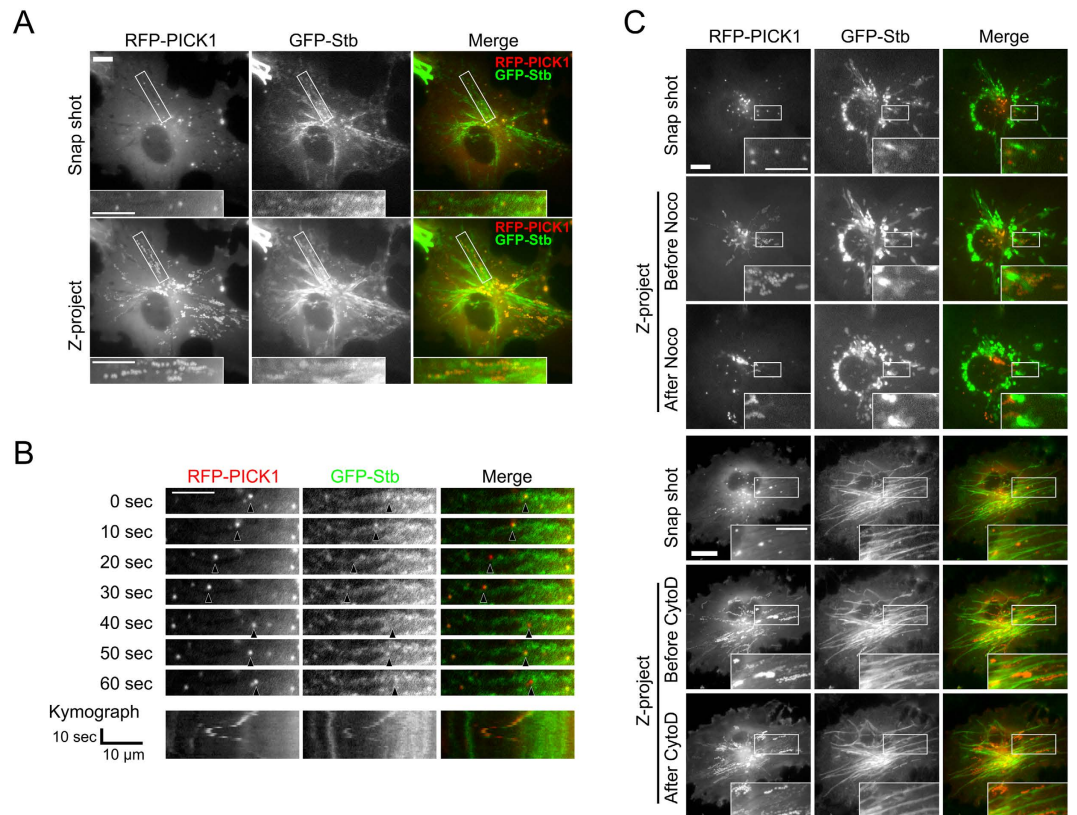 A
RFP-PICK1 GFP-Stb Merge
Snap shot
RFP-PICK1
GFP-Stb
Z-project
RFP-PICK1
GFP-Stb
B
RFP-PICK1 GFP-Stb Merge
0 sec
10 sec
20 sec
30 sec
40 sec
50 sec
60 sec
Kymograph
10 sec
10 µm
C
RFP-PICK1 GFP-Stb Merge
Snap shot
Z-project
Before Noco
After Noco
Snap shot
Z-project
Before CytoD
After CytoD